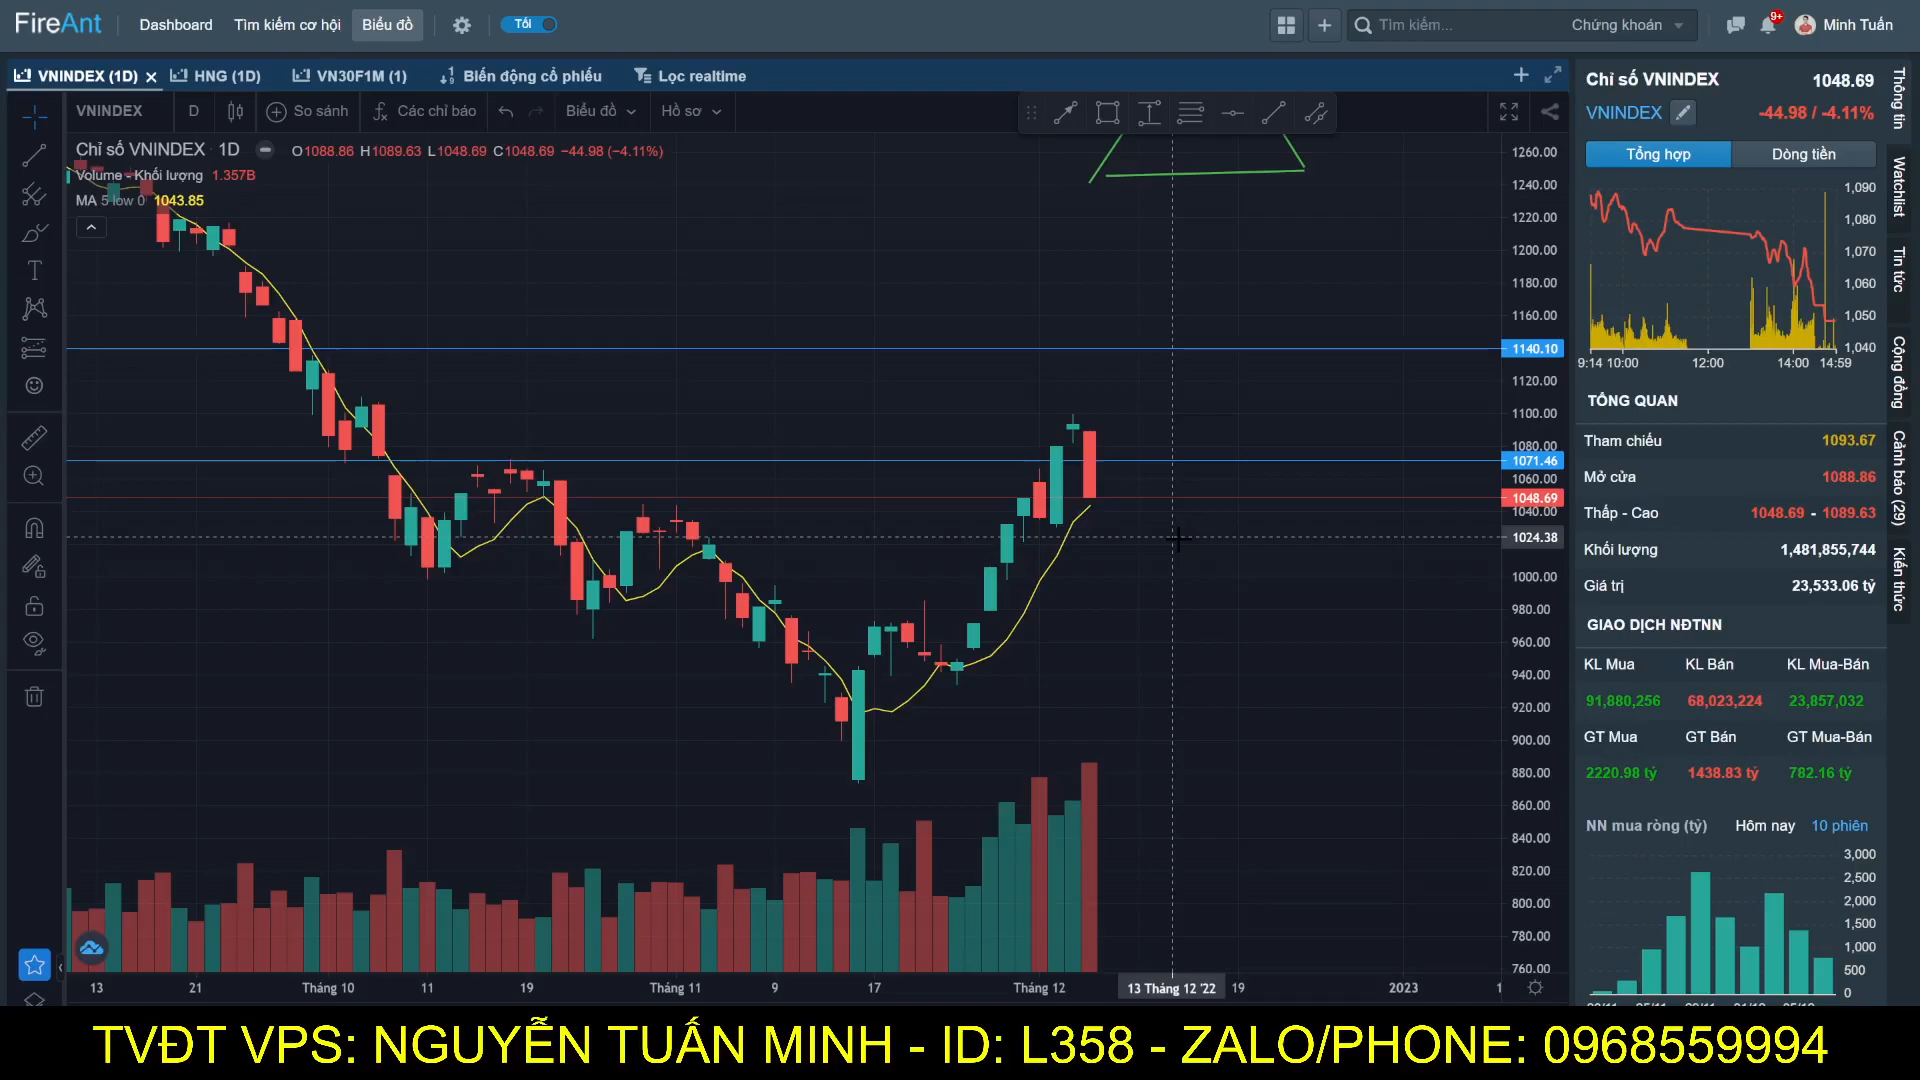 FireAnt
Dashboard
Tìm kiếm cơ hội
Biểu đồ
Tối
Tìm kiếm...
Chứng khoán
9+
Minh Tuấn
VNINDEX (1D)
HNG (1D)
VN30F1M (1)
Biến động cổ phiếu
Lọc realtime
VNINDEX
D
So sánh
Các chỉ báo
Biểu đồ
Hồ sơ
Chỉ số VNINDEX · 1D
O1088.86 H1089.63 L1048.69 C1048.69 −44.98 (−4.11%)
Volume - Khối lượng 1.357B
MA 5 low 0 1043.85
1260.00
1240.00
1220.00
1200.00
1180.00
1160.00
1140.10
1120.00
1100.00
1080.00
1071.46
1060.00
1048.69
1040.00
1024.38
1000.00
980.00
960.00
940.00
920.00
900.00
880.00
860.00
840.00
820.00
800.00
780.00
760.00
13
21
Tháng 10
11
19
Tháng 11
9
17
Tháng 12
13 Tháng 12 '22
19
2023
1
Chỉ số VNINDEX
1048.69
VNINDEX
-44.98 / -4.11%
Tổng hợp
Dòng tiền
1,090
1,080
1,070
1,060
1,050
1,040
9:14 10:00
12:00
14:00
14:59
TỔNG QUAN
Tham chiếu 1093.67
Mở cửa 1088.86
Thấp - Cao 1048.69 - 1089.63
Khối lượng 1,481,855,744
Giá trị 23,533.06 tỷ
GIAO DỊCH NĐTNN
KL Mua KL Bán KL Mua-Bán
91,880,256 68,023,224 23,857,032
GT Mua GT Bán GT Mua-Bán
2220.98 tỷ 1438.83 tỷ 782.16 tỷ
NN mua ròng (tỷ) Hôm nay 10 phiên
3,000
2,500
2,000
1,500
1,000
500
0
Thông tin
Watchlist
Tin tức
Cộng đồng
Cảnh báo (29)
Kiến thức
TVĐT VPS: NGUYỄN TUẤN MINH - ID: L358 - ZALO/PHONE: 0968559994